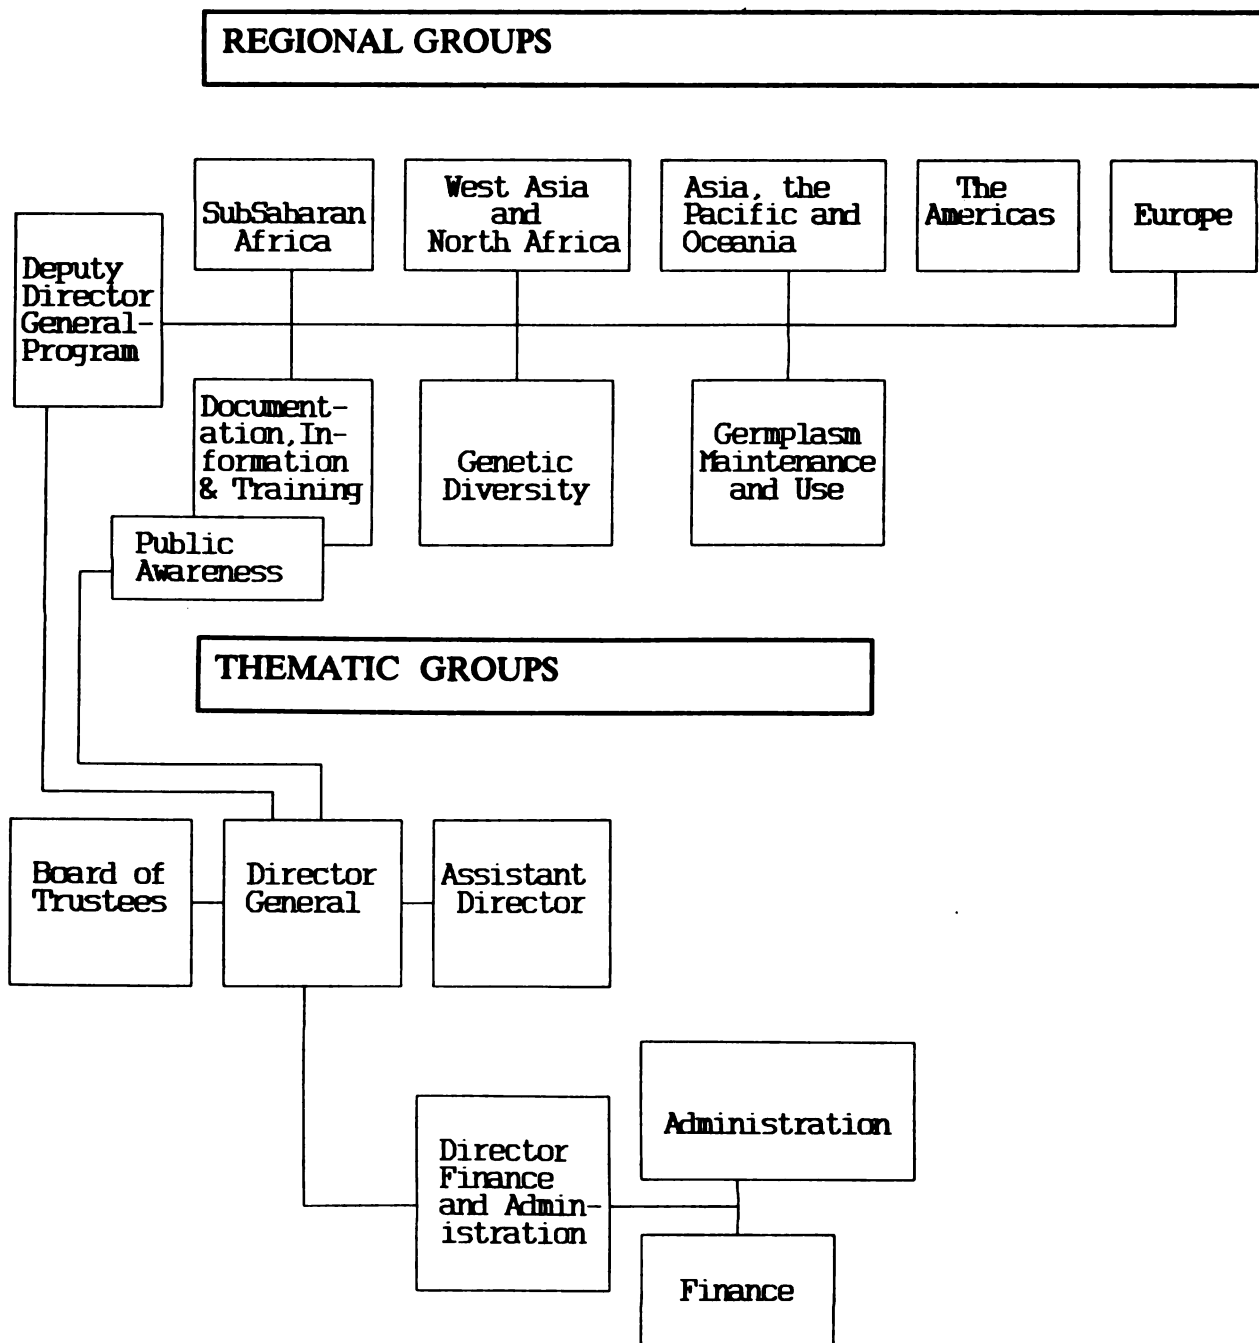 REGIONAL GROUPS
SubSaharan
Africa
West Asia
and
North Africa
Asia, the
Pacific and
Oceania
The
Americas
Europe
Deputy
Director
General-
Program
Document-
ation,In-
formation
& Training
Genetic
Diversity
Germplasm
Maintenance
and Use
Public
Awareness
THEMATIC GROUPS
Board of
Trustees
Director
General
Assistant
Director
Director
Finance
and Admin-
istration
Administration
Finance